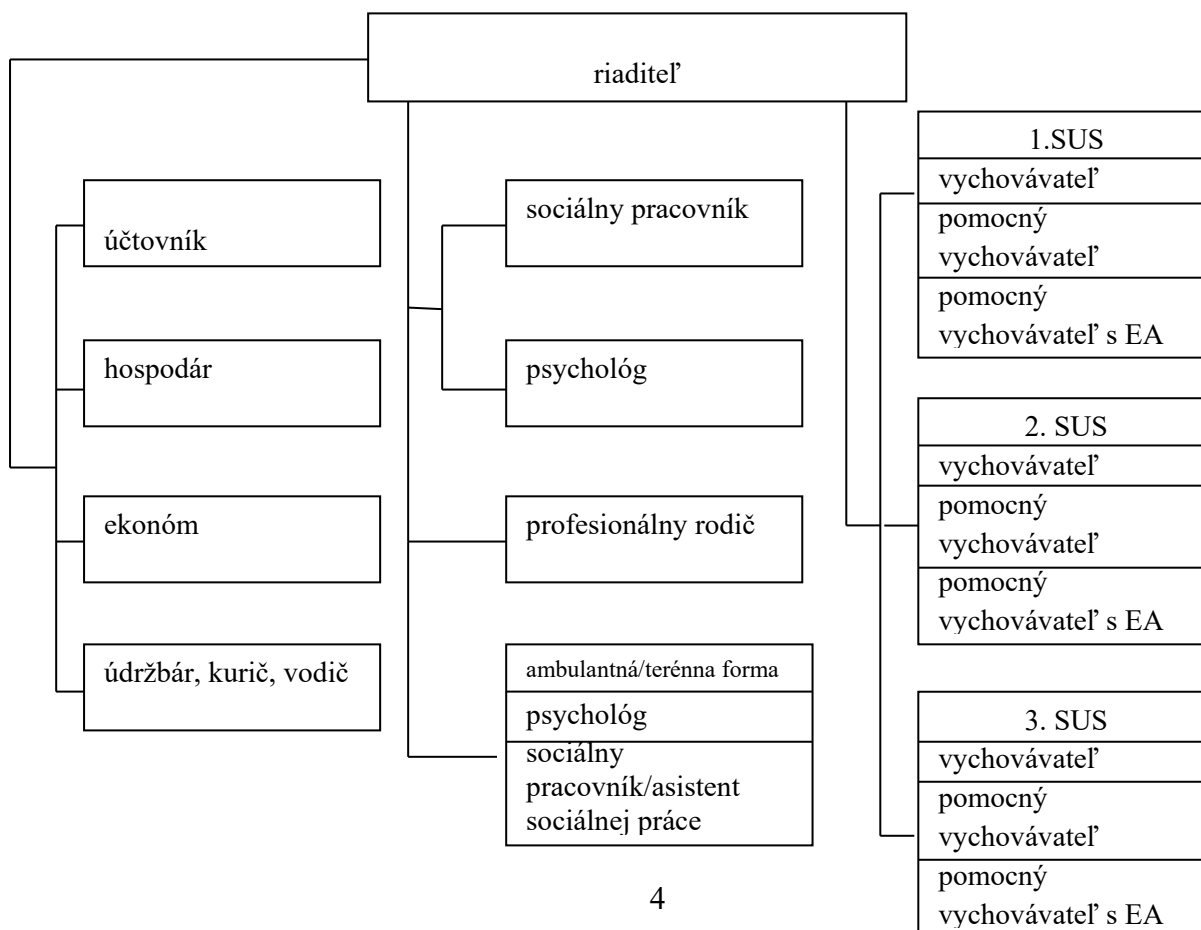 riaditeľ
účtovník
hospodár
ekonóm
údržbár, kurič, vodič
sociálny pracovník
psychológ
profesionálny rodič
ambulantná/terénna forma
psychológ
sociálny
pracovník/asistent
sociálnej práce
1.SUS
vychovávateľ
pomocný
vychovávateľ
pomocný
vychovávateľ s EA
2. SUS
vychovávateľ
pomocný
vychovávateľ
pomocný
vychovávateľ s EA
3. SUS
vychovávateľ
pomocný
vychovávateľ
pomocný
vychovávateľ s EA
4